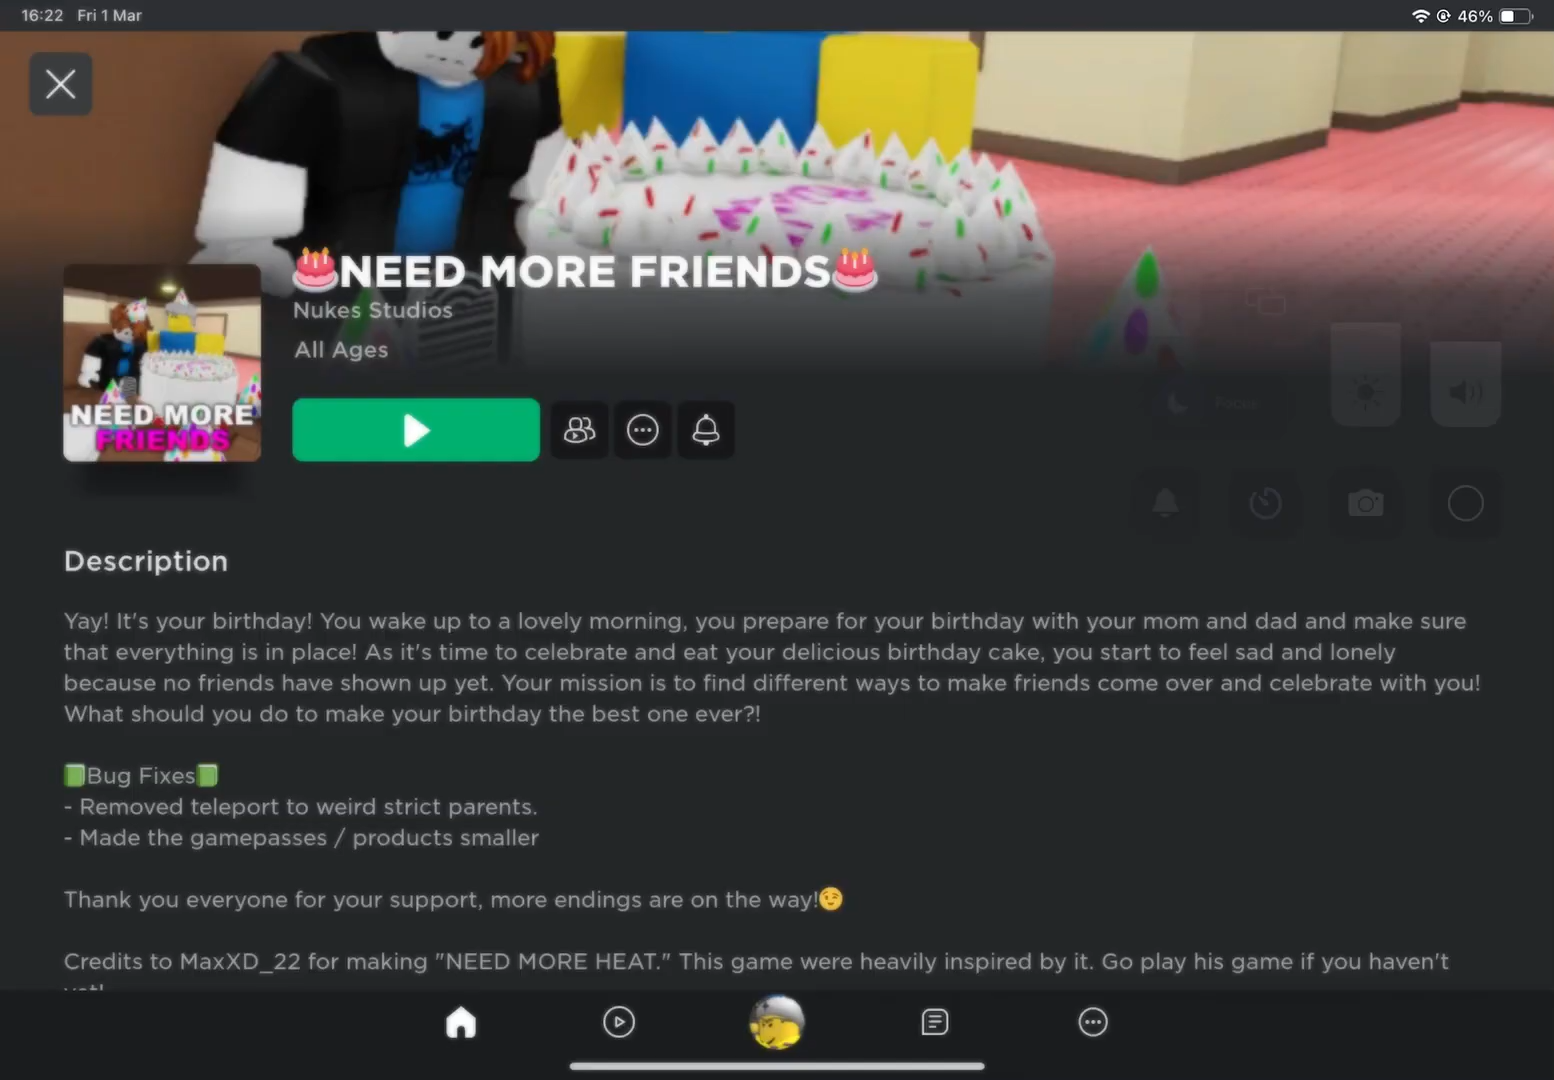 16:22 Fri 1 Mar
46%
🎂NEED MORE FRIENDS🎂
Nukes Studios
All Ages
NEED MORE
FRIENDS
Focus
Description
Yay! It's your birthday! You wake up to a lovely morning, you prepare for your birthday with your mom and dad and make sure
that everything is in place! As it's time to celebrate and eat your delicious birthday cake, you start to feel sad and lonely
because no friends have shown up yet. Your mission is to find different ways to make friends come over and celebrate with you!
What should you do to make your birthday the best one ever?!
📗Bug Fixes📗
- Removed teleport to weird strict parents.
- Made the gamepasses / products smaller
Thank you everyone for your support, more endings are on the way!😉
Credits to MaxXD_22 for making "NEED MORE HEAT." This game were heavily inspired by it. Go play his game if you haven't
yet!